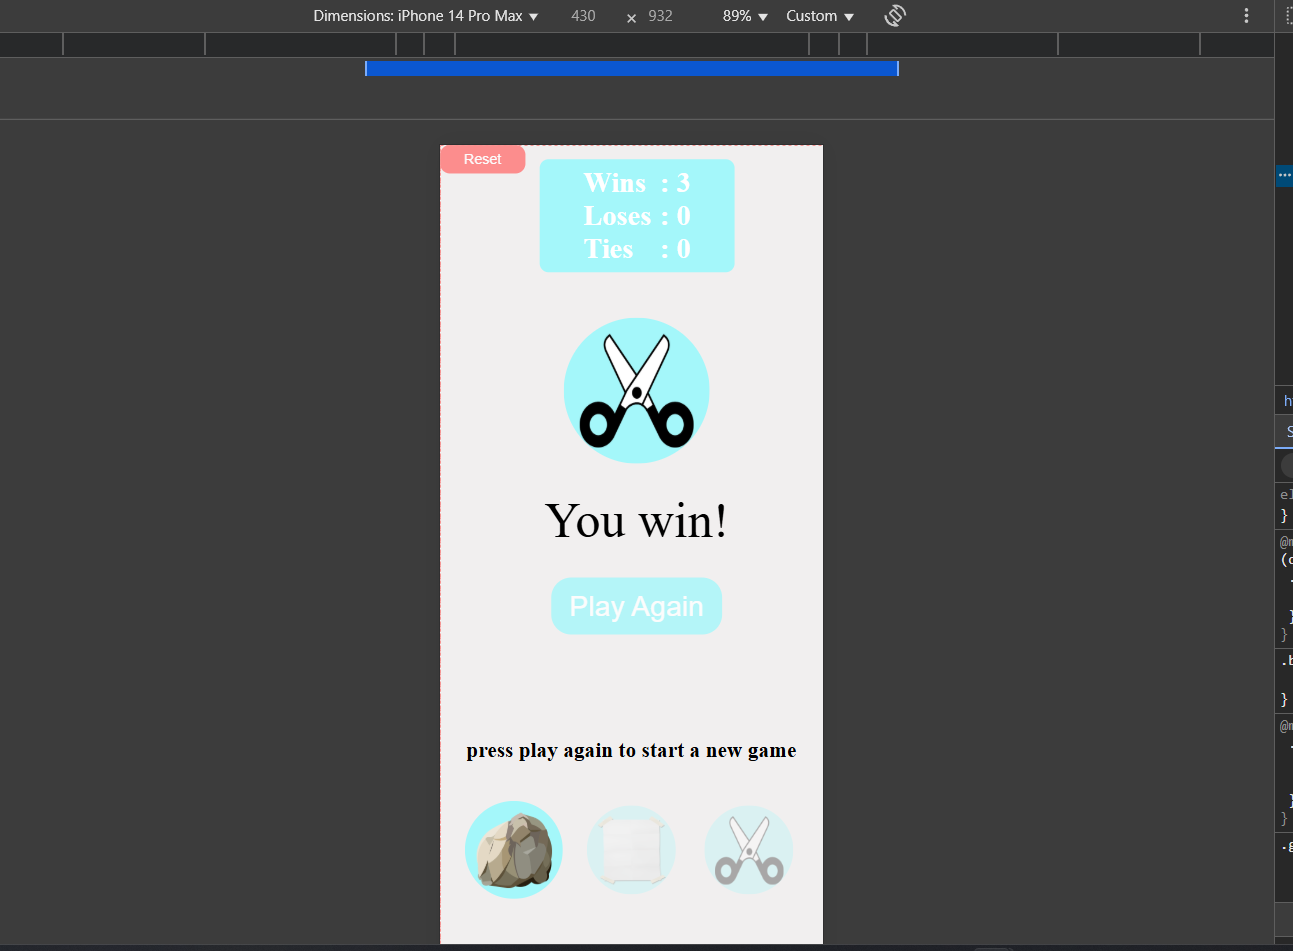 Dimensions: iPhone 14 Pro Max ▼ 430 × 932 89% ▼ Custom ▼
Reset
Wins : 3
Loses : 0
Ties : 0
You win!
Play Again
press play again to start a new game
}
}
}
}
}
}